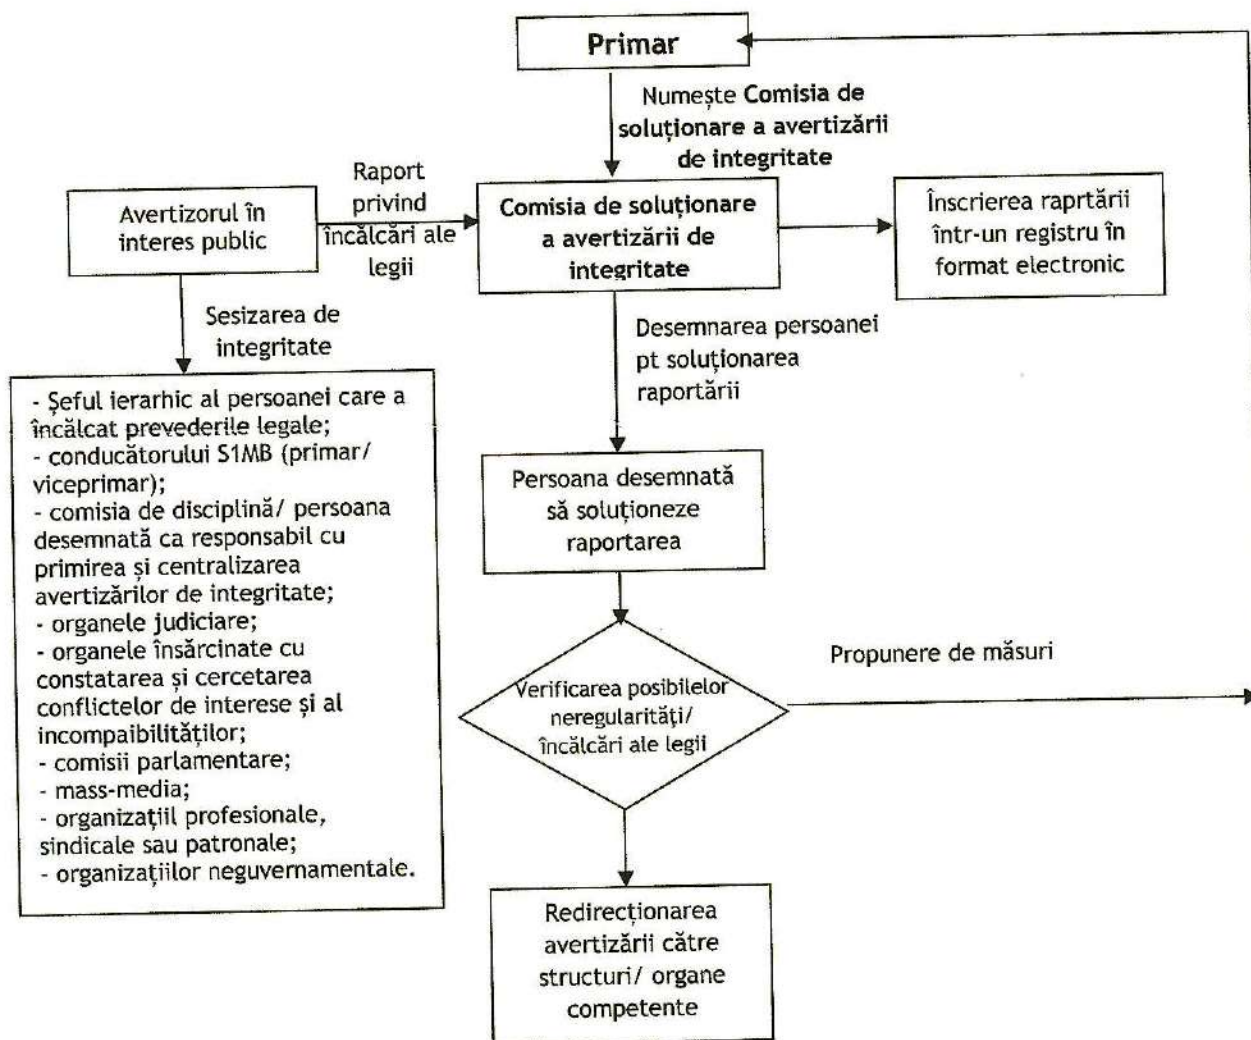 Primar
Numește Comisia de
soluționare a avertizării
de integritate
Raport
privind
încălcări ale
legii
Avertizorul în
interes public
Comisia de soluționare
a avertizării de
integritate
Înscrierea raprtării
într-un registru în
format electronic
Sesizarea de
integritate
Desemnarea persoanei
pt soluționarea
raportării
- Șeful ierarhic al persoanei care a
încălcat prevederile legale;
- conducătorului S1MB (primar/
viceprimar);
- comisia de disciplină/ persoana
desemnată ca responsabil cu
primirea și centralizarea
avertizărilor de integritate;
- organele judiciare;
- organele însărcinate cu
constatarea și cercetarea
conflictelor de interese și al
incompaibilităților;
- comisii parlamentare;
- mass-media;
- organizațiil profesionale,
sindicale sau patronale;
- organizațiilor neguvernamentale.
Persoana desemnată
să soluționeze
raportarea
Verificarea posibilelor
neregularități/
încălcări ale legii
Propunere de măsuri
Redirecționarea
avertizării către
structuri/ organe
competente